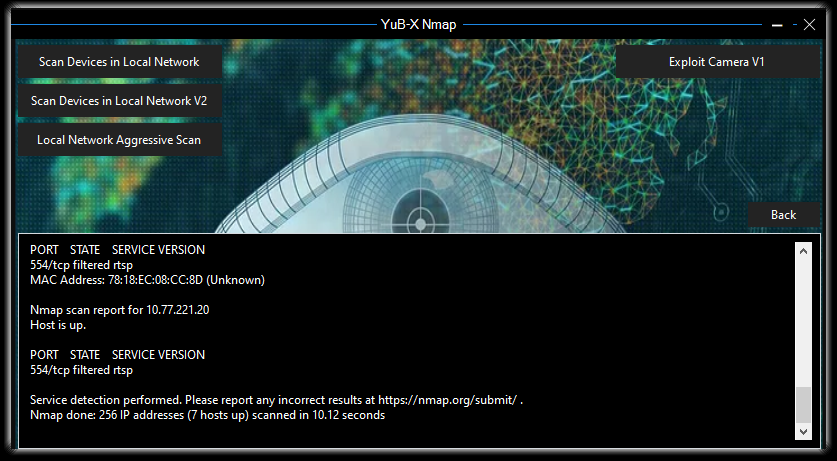 YuB-X Nmap
Scan Devices in Local Network
Exploit Camera V1
Scan Devices in Local Network V2
Local Network Aggressive Scan
Back
PORT STATE SERVICE VERSION
554/tcp filtered rtsp
MAC Address: 78:18:EC:08:CC:8D (Unknown)
Nmap scan report for 10.77.221.20
Host is up.
PORT STATE SERVICE VERSION
554/tcp filtered rtsp
Service detection performed. Please report any incorrect results at https://nmap.org/submit/ .
Nmap done: 256 IP addresses (7 hosts up) scanned in 10.12 seconds